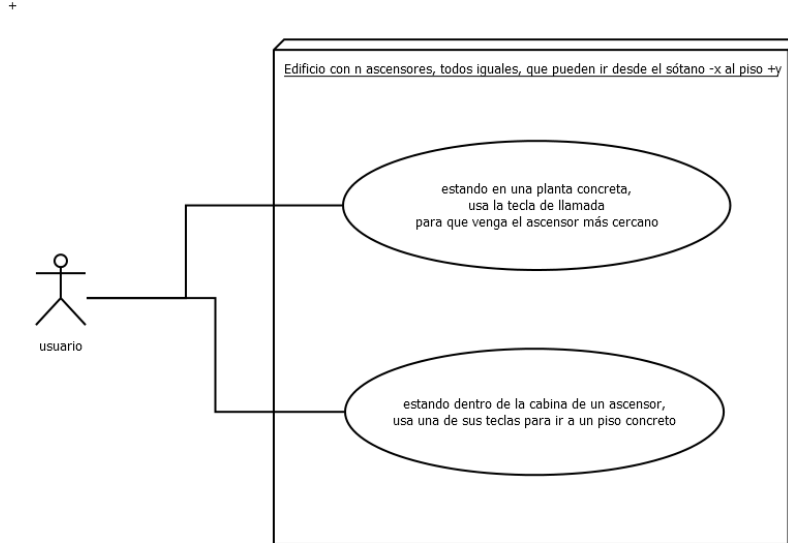 +
Edificio con n ascensores, todos iguales, que pueden ir desde el sótano -x al piso +y
estando en una planta concreta,
usa la tecla de llamada
para que venga el ascensor más cercano
usuario
estando dentro de la cabina de un ascensor,
usa una de sus teclas para ir a un piso concreto